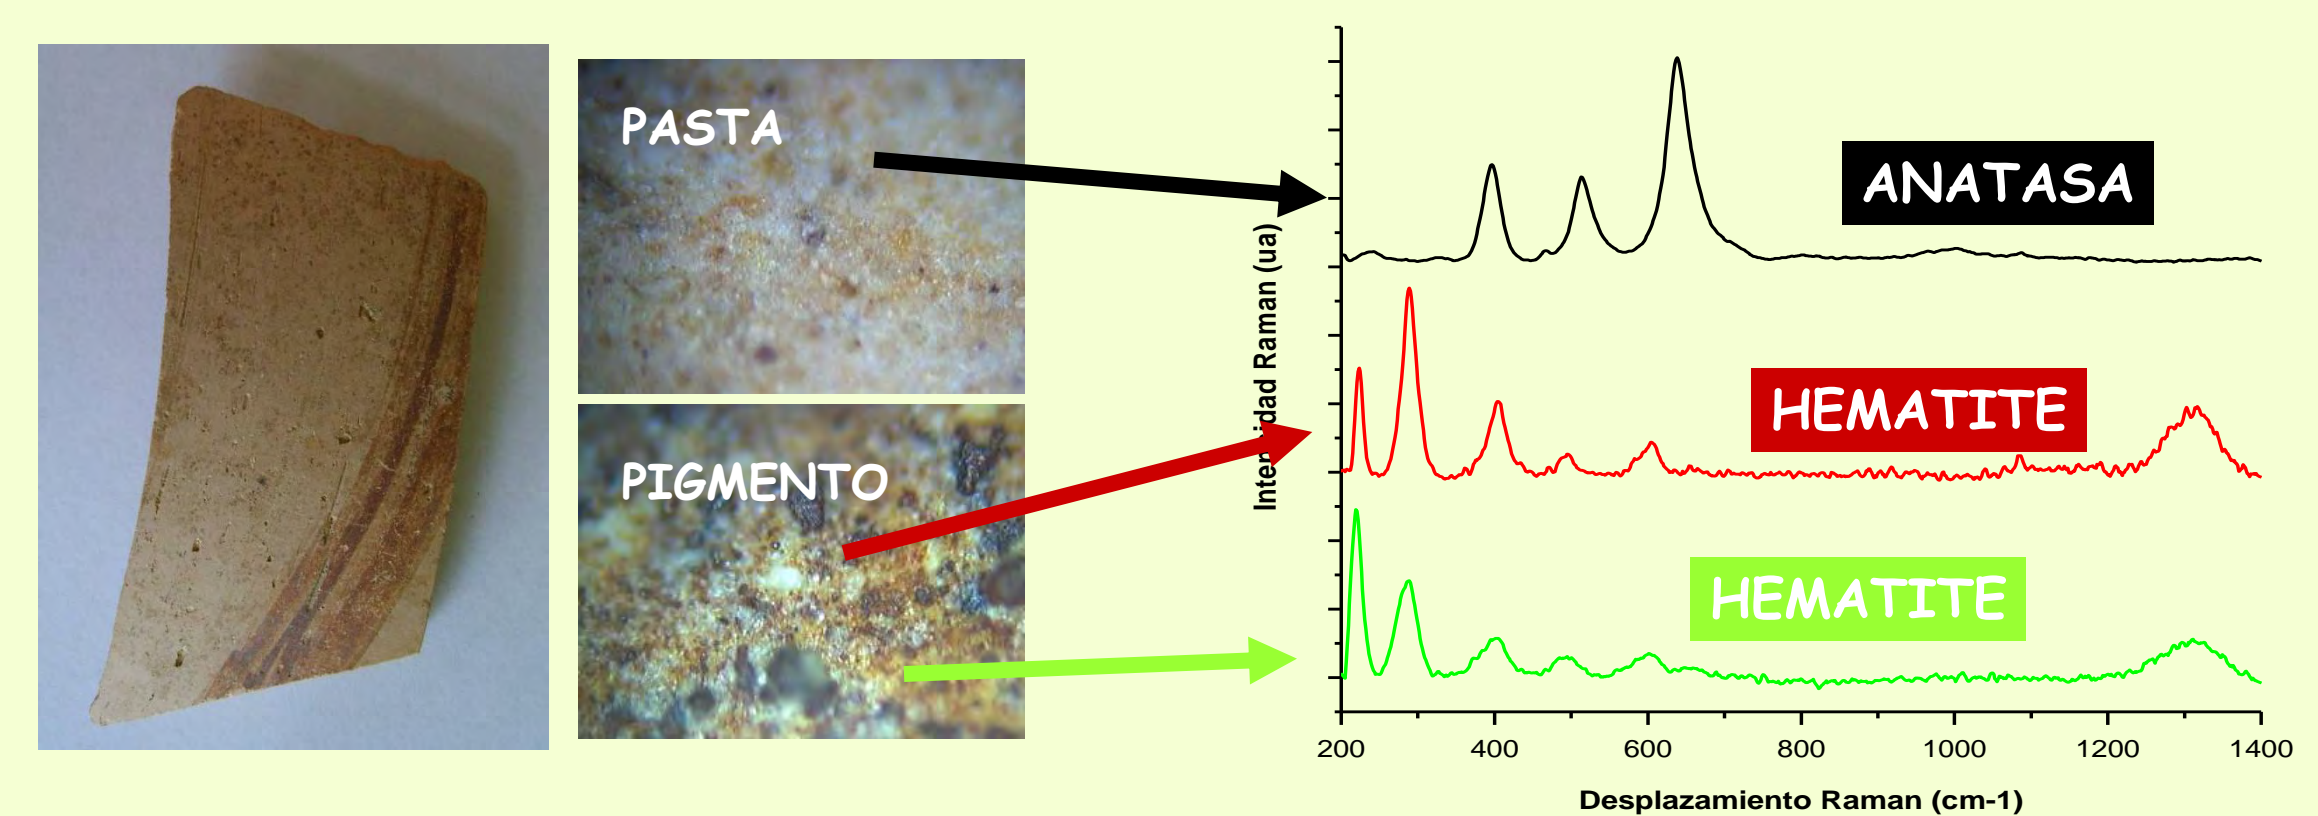 PASTA
PIGMENTO
ANATASA
HEMATITE
HEMATITE
Intensidad Raman (ua)
200 400 600 800 1000 1200 1400
Desplazamiento Raman (cm-1)